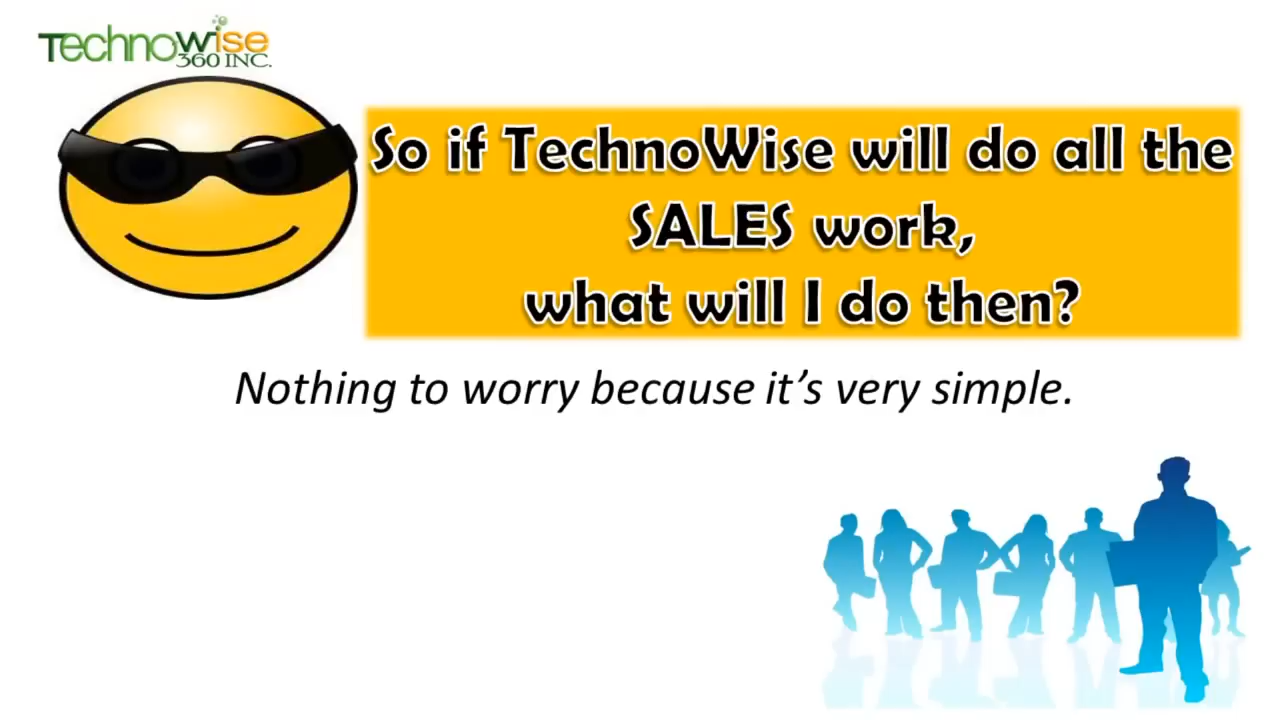 TechnoWise
360 INC.
So if TechnoWise will do all the
SALES work,
what will I do then?
Nothing to worry because it’s very simple.